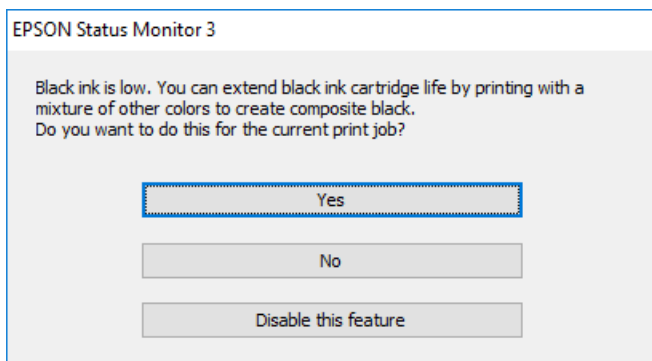 EPSON Status Monitor 3
Black ink is low. You can extend black ink cartridge life by printing with a
mixture of other colors to create composite black.
Do you want to do this for the current print job?
Yes
No
Disable this feature